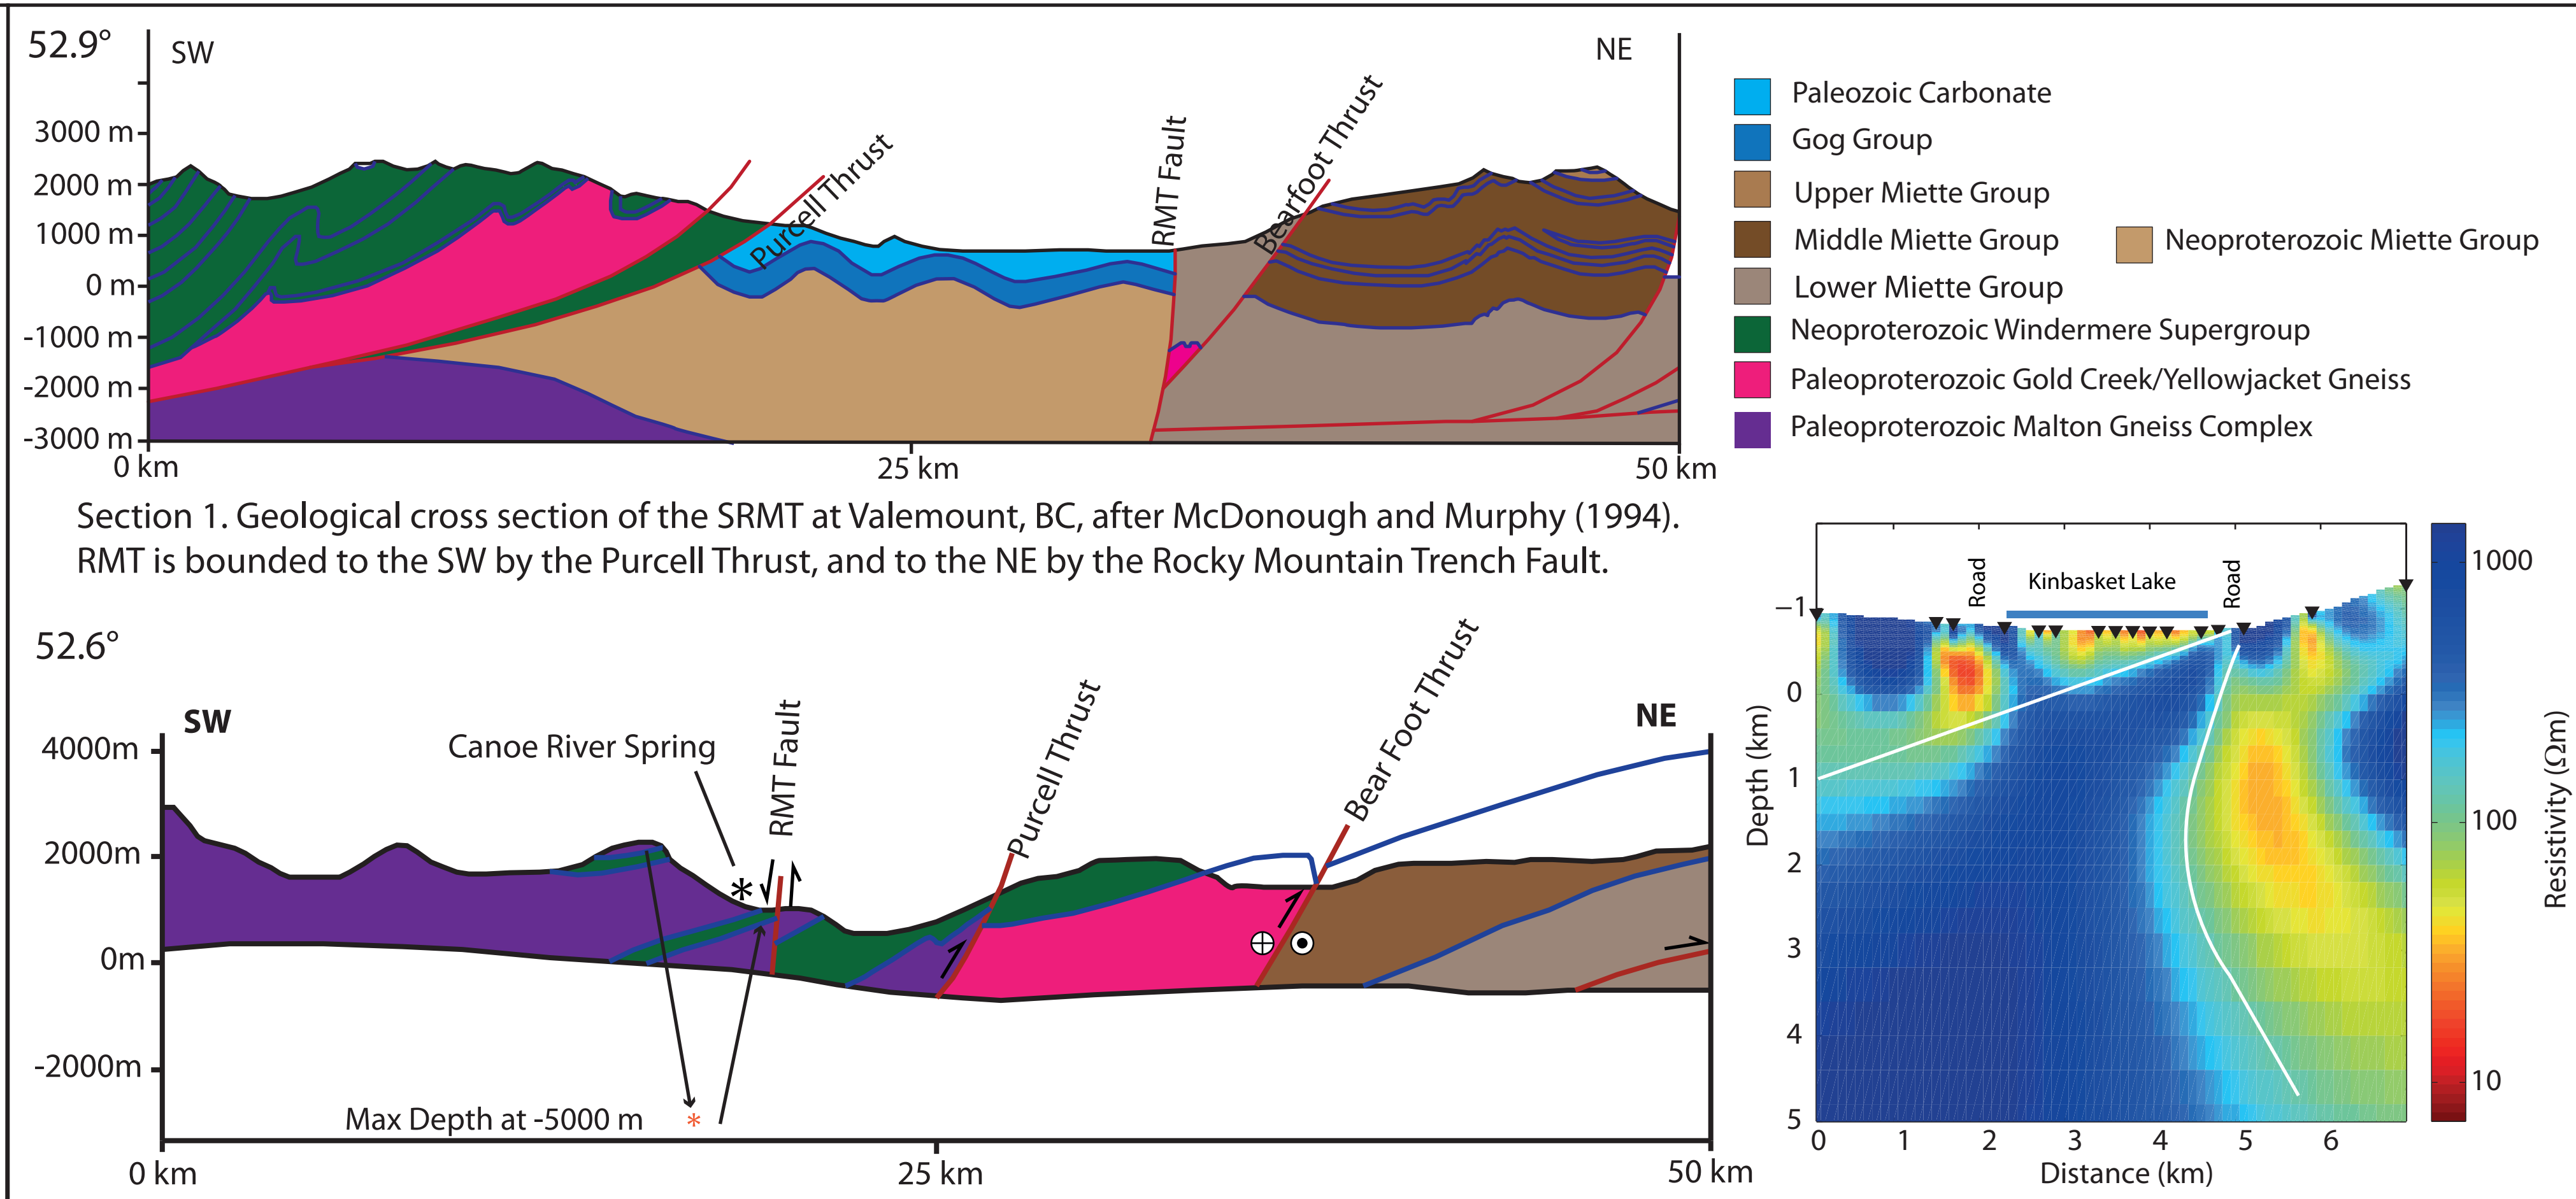 52.9°
SW
NE
3000 m
2000 m
1000 m
0 m
-1000 m
-2000 m
-3000 m
0 km
25 km
50 km
Purcell Thrust
RMT Fault
Bearfoot Thrust
Paleozoic Carbonate
Gog Group
Upper Miette Group
Middle Miette Group
Neoproterozoic Miette Group
Lower Miette Group
Neoproterozoic Windermere Supergroup
Paleoproterozoic Gold Creek/Yellowjacket Gneiss
Paleoproterozoic Malton Gneiss Complex
Section 1. Geological cross section of the SRMT at Valemount, BC, after McDonough and Murphy (1994).
RMT is bounded to the SW by the Purcell Thrust, and to the NE by the Rocky Mountain Trench Fault.
52.6°
SW
NE
4000m
2000m
0m
-2000m
Canoe River Spring
*
RMT Fault
Purcell Thrust
Bear Foot Thrust
Max Depth at -5000 m *
0 km
25 km
50 km
Road
Kinbasket Lake
Road
Depth (km)
−1
0
1
2
3
4
5
0 1 2 3 4 5 6
Distance (km)
1000
100
10
Resistivity (Ωm)